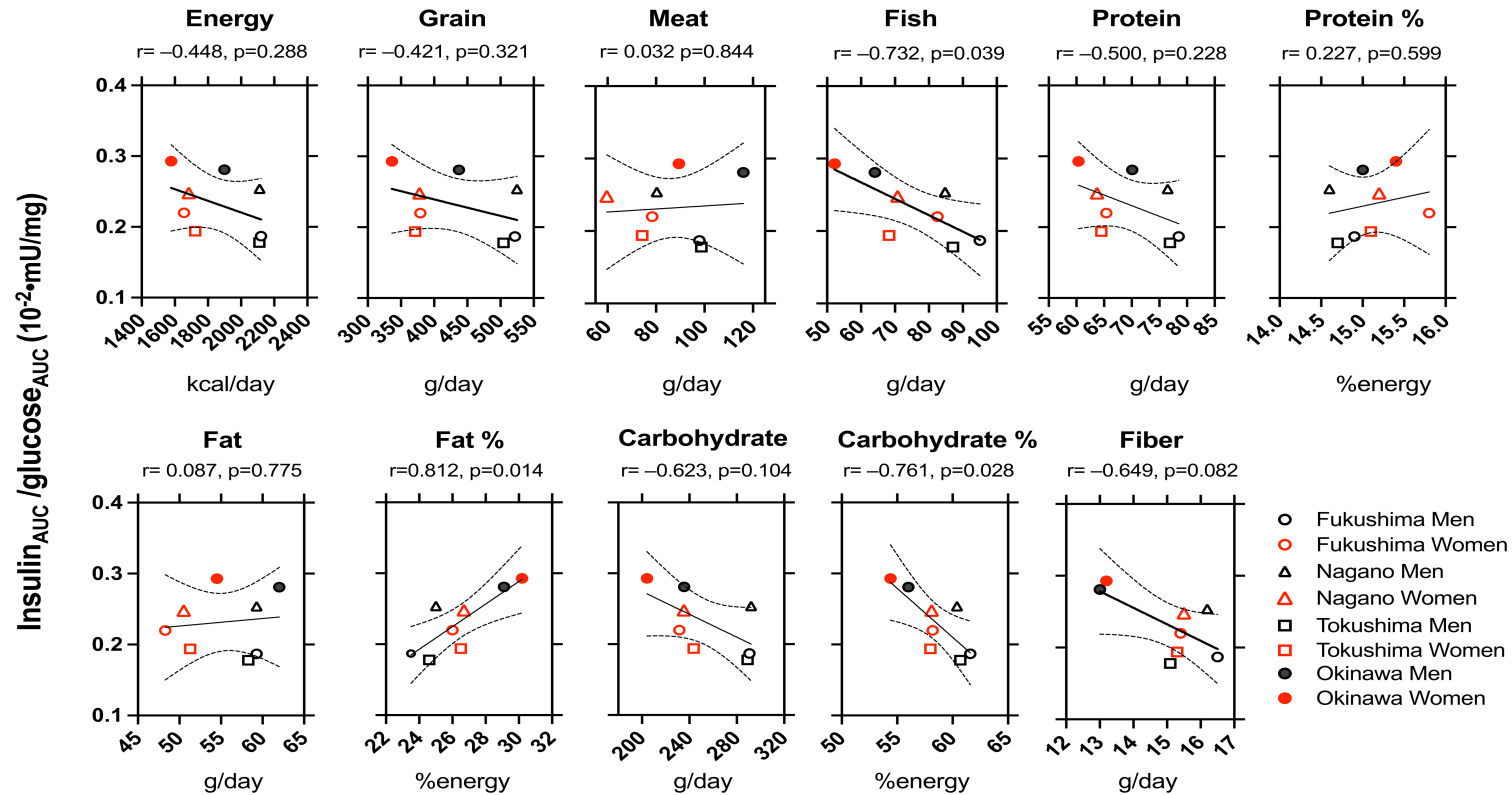 Energy Grain Meat Fish Protein Protein %
r= –0.448, p=0.288 r= –0.421, p=0.321 r= 0.032 p=0.844 r= –0.732, p=0.039 r= –0.500, p=0.228 r= 0.227, p=0.599
0.4
0.3
0.2
0.1
1400 1600 1800 2000 2200 2400 300 350 400 450 500 550 60 80 100 120 50 60 70 80 90 100 55 60 65 70 75 80 85 14.0 14.5 15.0 15.5 16.0
kcal/day g/day g/day g/day g/day %energy
Insulin AUC /glucose AUC (10-2•mU/mg)
Fat Fat % Carbohydrate Carbohydrate % Fiber
r= 0.087, p=0.775 r=0.812, p=0.014 r= –0.623, p=0.104 r= –0.761, p=0.028 r= –0.649, p=0.082
0.4
0.3
0.2
0.1
45 50 55 60 65 22 24 26 28 30 32 200 240 280 320 50 55 60 65 12 13 14 15 16 17
g/day %energy g/day %energy g/day
Fukushima Men
Fukushima Women
Nagano Men
Nagano Women
Tokushima Men
Tokushima Women
Okinawa Men
Okinawa Women